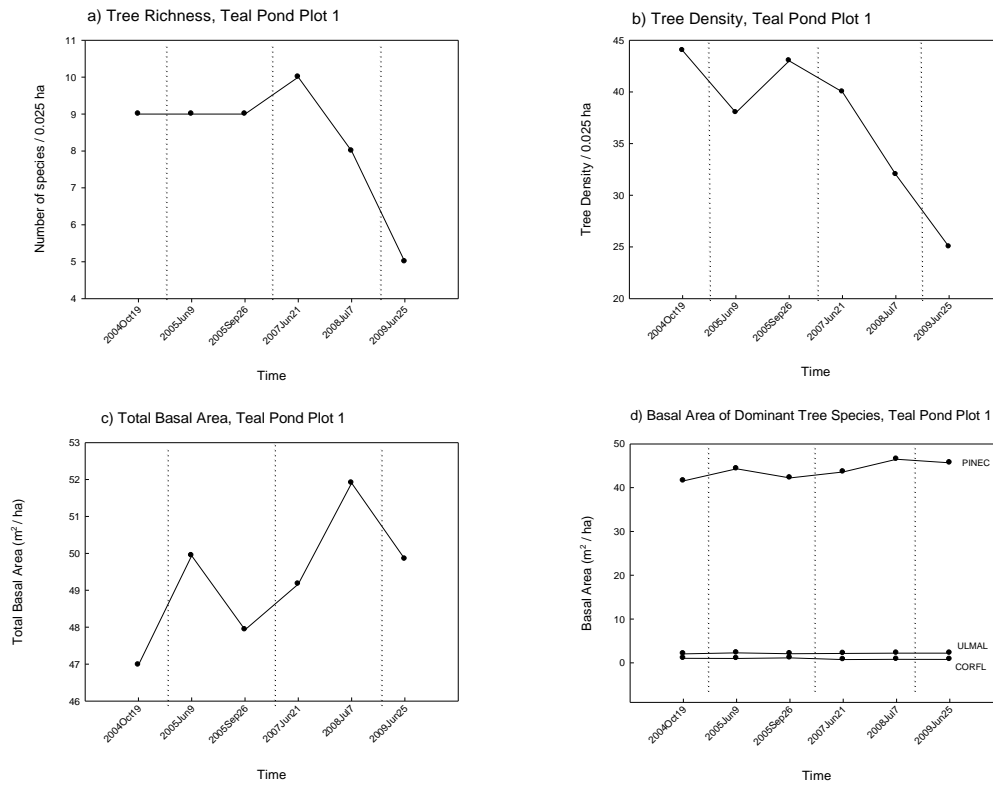 a) Tree Richness, Teal Pond Plot 1
Number of species / 0.025 ha
11
10
9
8
7
6
5
4
2004Oct19
2005Jun9
2005Sep26
2007Jun21
2008Jul7
2009Jun25
Time
b) Tree Density, Teal Pond Plot 1
Tree Density / 0.025 ha
45
40
35
30
25
20
2004Oct19
2005Jun9
2005Sep26
2007Jun21
2008Jul7
2009Jun25
Time
c) Total Basal Area, Teal Pond Plot 1
Total Basal Area (m² / ha)
53
52
51
50
49
48
47
46
2004Oct19
2005Jun9
2005Sep26
2007Jun21
2008Jul7
2009Jun25
Time
d) Basal Area of Dominant Tree Species, Teal Pond Plot 1
Basal Area (m² / ha)
50
40
30
20
10
0
PINEC
ULMAL
CORFL
2004Oct19
2005Jun9
2005Sep26
2007Jun21
2008Jul7
2009Jun25
Time